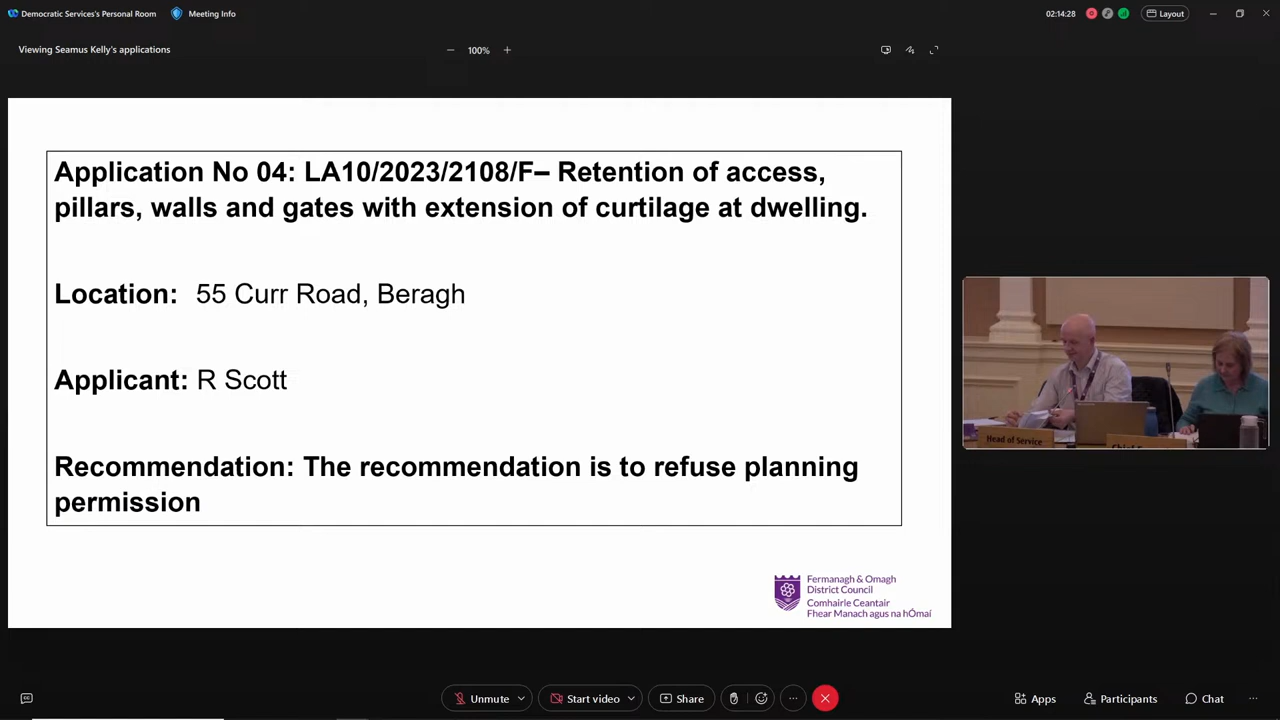 Democratic Services's Personal Room
Meeting Info
02:14:28
Layout
Viewing Seamus Kelly's applications
100%
Application No 04: LA10/2023/2108/F– Retention of access,
pillars, walls and gates with extension of curtilage at dwelling.
Location: 55 Curr Road, Beragh
Applicant: R Scott
Recommendation: The recommendation is to refuse planning
permission
Head of Service
Fermanagh & Omagh
District Council
Comhairle Ceantair
Fhear Manach agus na hÓmaí
Unmute
Start video
Share
Apps
Participants
Chat